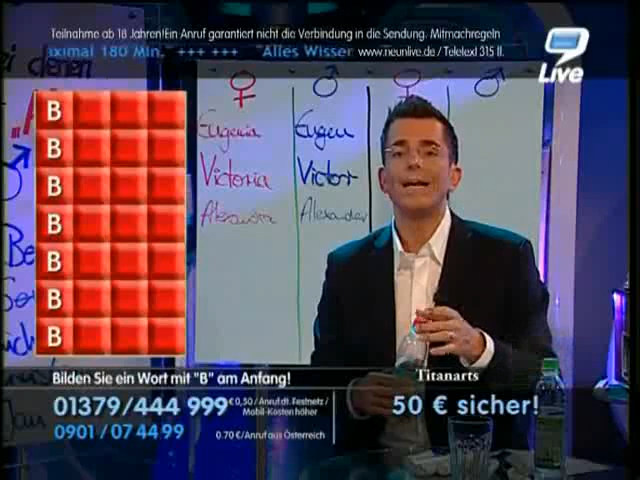 Teilnahme ab 18 Jahren!Ein Anruf garantiert nicht die Verbindung in die Sendung. Mitmachregeln
aximal 180 Min. +++ +++ Alles Wisser www.neunlive.de / Teletext 315 ff.
9
Live
♀ ♂ ♀ ♂
Eugenia Eugen
Victoria Victor
Alexandra Alexander
B
B
B
B
B
B
B
Bilden Sie ein Wort mit "B" am Anfang!
Titanarts
01379/444 999 € 0,50 / Anruf dt. Festnetz / Mobil-Kosten höher
50 € sicher!
0901 / 07 44 99 0.70 €/Anruf aus Österreich